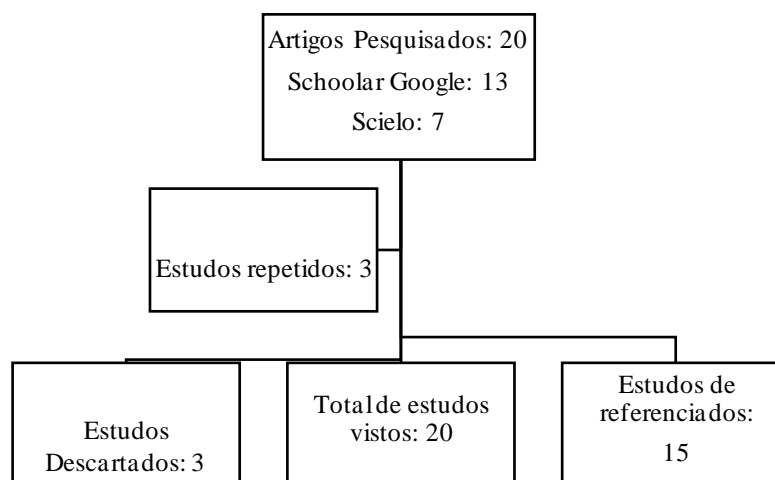 Artigos Pesquisados: 20
Schoolar Google: 13
Scielo: 7
Estudos repetidos: 3
Estudos
Descartados: 3
Total de estudos
vistos: 20
Estudos de
referenciados:
15